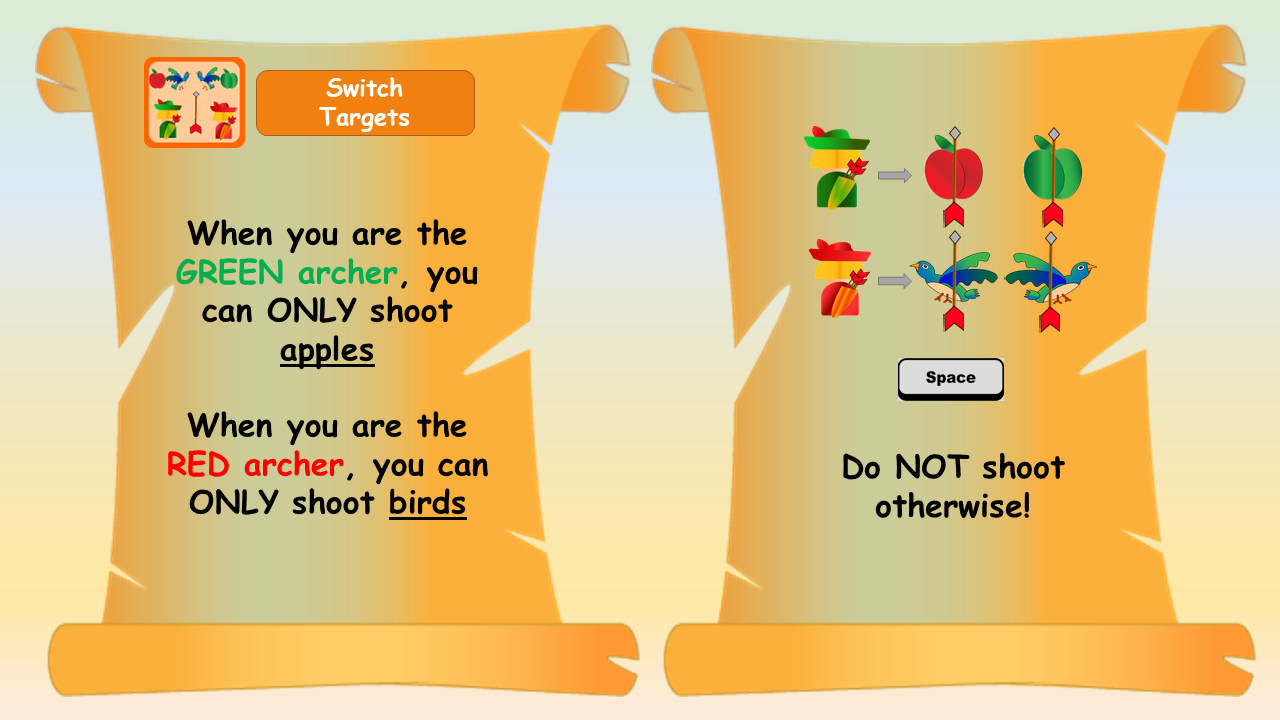 Switch
Targets
When you are the
GREEN archer, you
can ONLY shoot
apples
When you are the
RED archer, you can
ONLY shoot birds
Space
Do NOT shoot
otherwise!